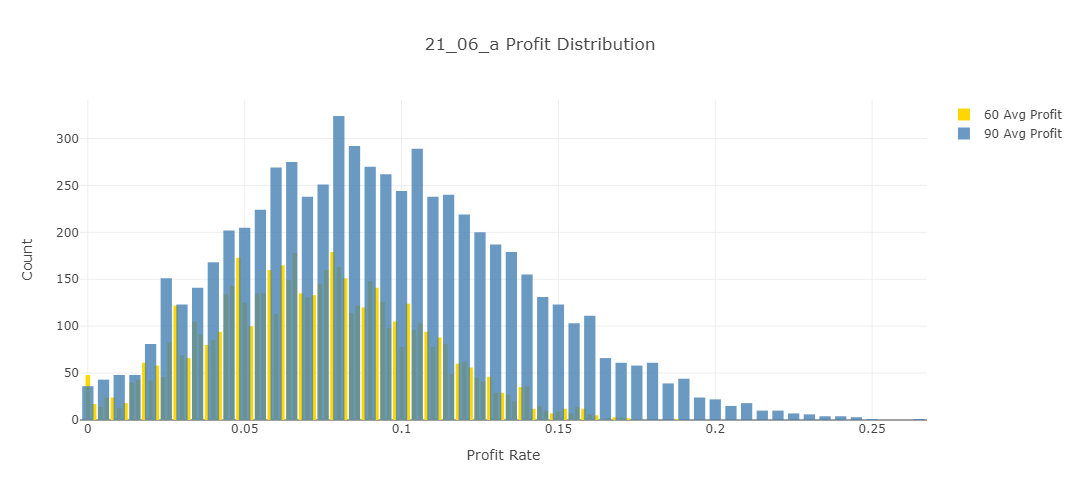 21_06_a Profit Distribution
60 Avg Profit
90 Avg Profit
Count
300
250
200
150
100
50
0
0 0.05 0.1 0.15 0.2 0.25
Profit Rate